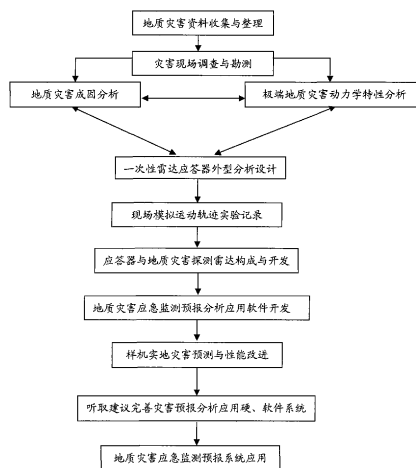 地质灾害资料收集与整理
灾害现场调查与勘测
地质灾害成因分析
极端地质灾害动力学特性分析
一次性雷达应答器外型分析设计
现场模拟运动轨迹实验记录
应答器与地质灾害探测雷达构成与开发
地质灾害应急监测预报分析应用软件开发
样机实地灾害预测与性能改进
听取建议完善灾害预报分析应用硬、软件系统
地质灾害应急监测预报系统应用